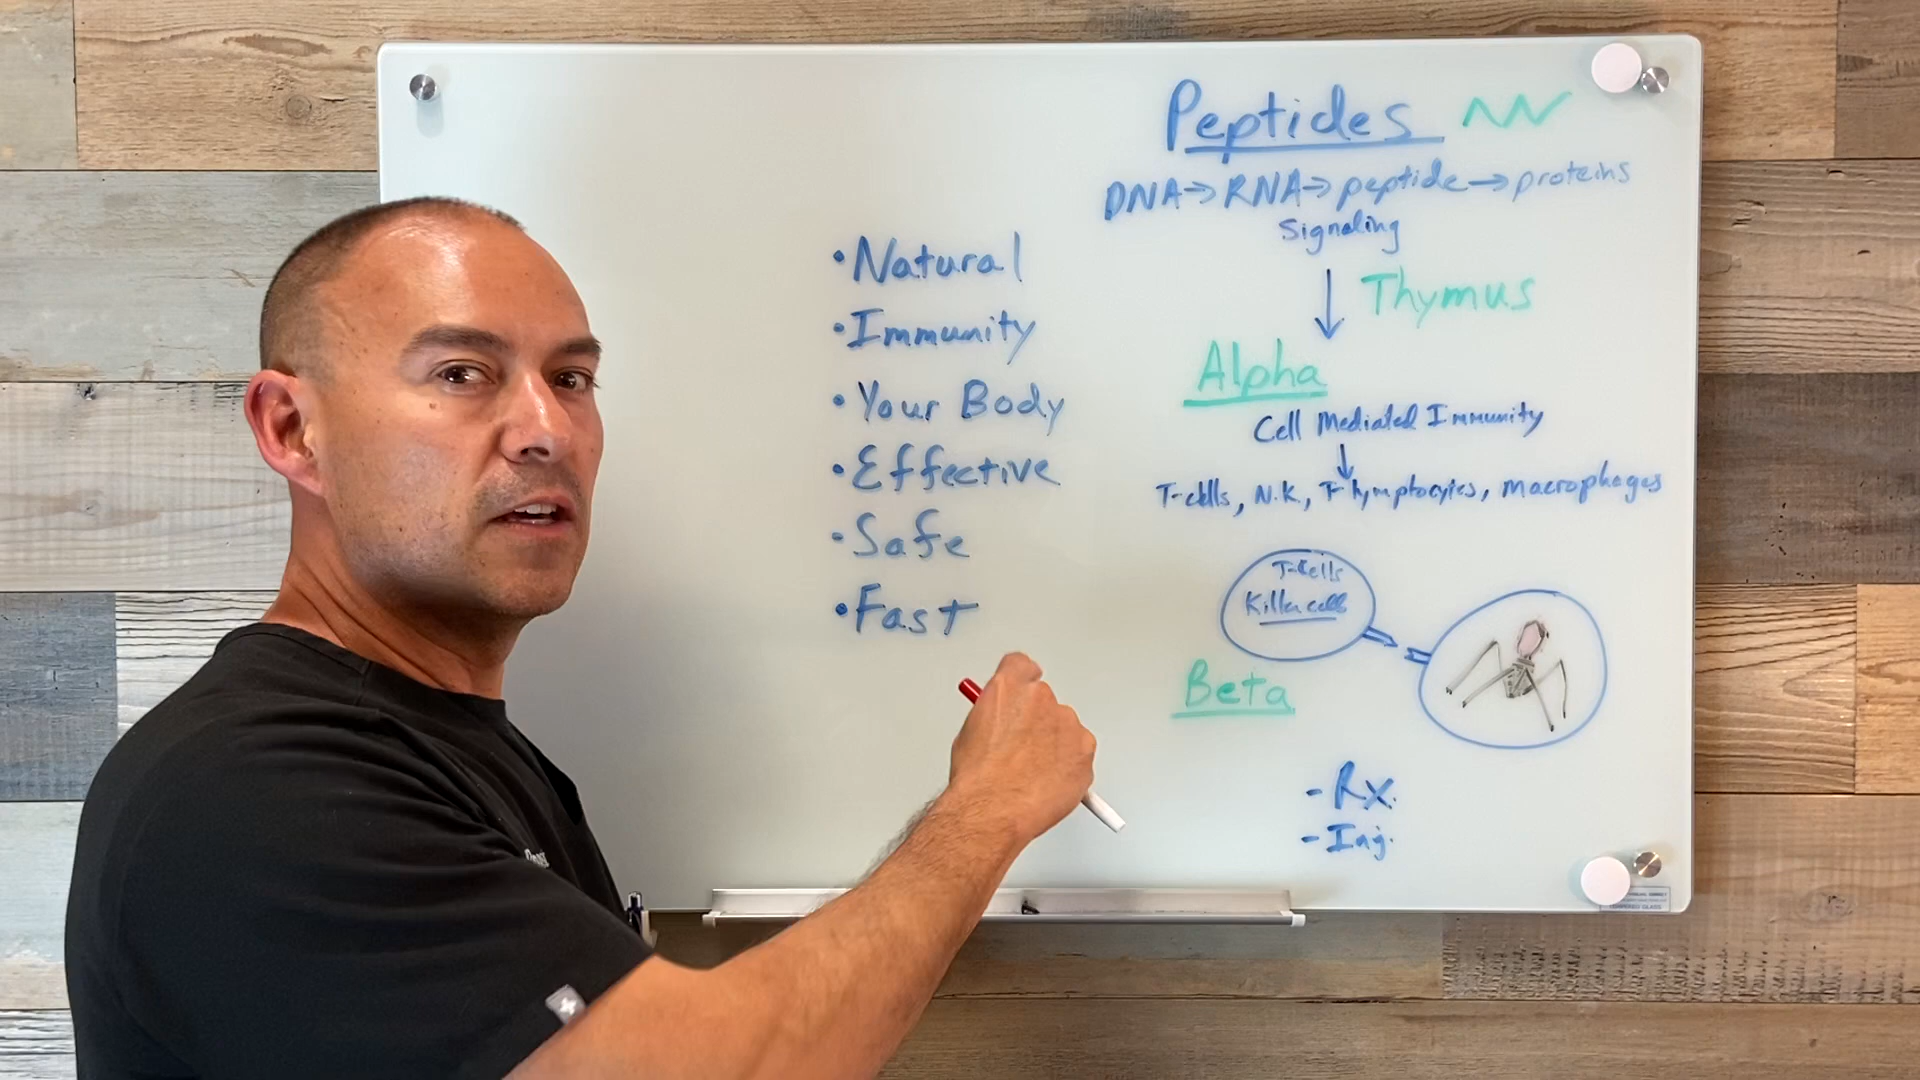 Peptides
DNA→RNA→peptide→proteins
Signaling
↓ Thymus
Alpha
Cell Mediated Immunity
↓
T-cells, N.K., T-lymphocytes, macrophages
T-Cells
Killer cells
Beta
- Rx.
- Inj.
• Natural
• Immunity
• Your Body
• Effective
• Safe
• Fast